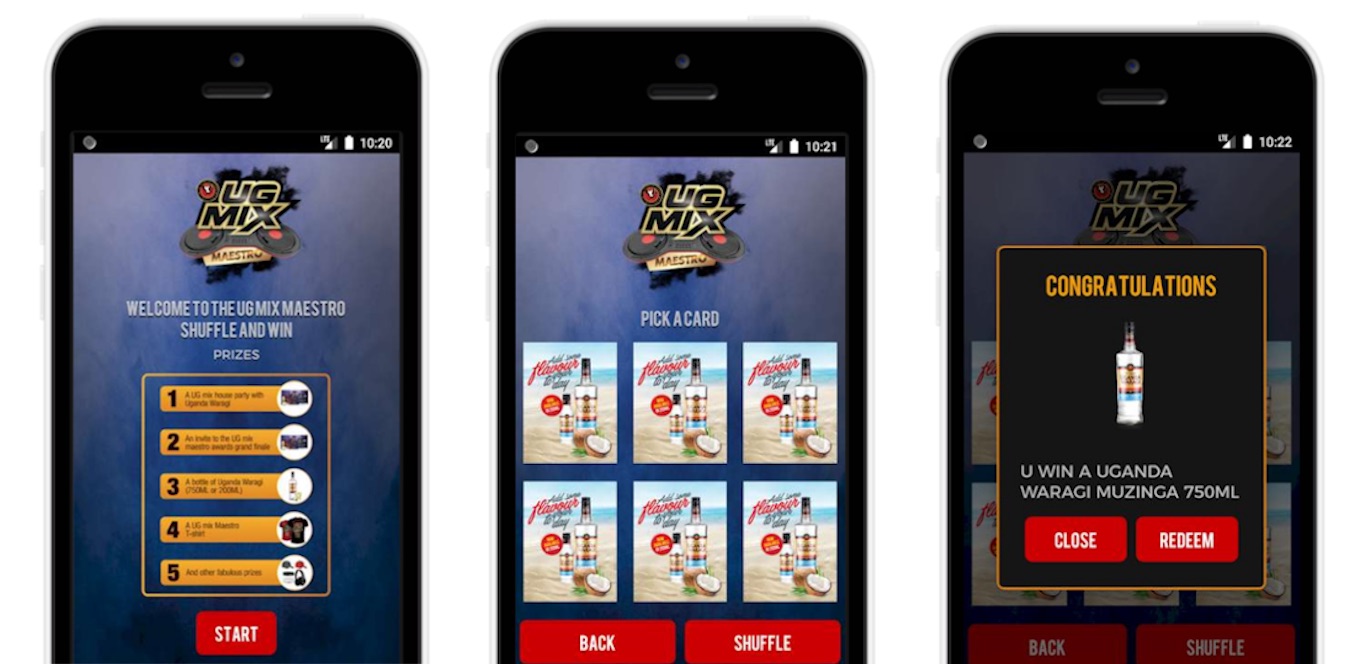 LTE 10:20
UG
MIX
MAESTRO
WELCOME TO THE UG MIX MAESTRO
SHUFFLE AND WIN
PRIZES
1 A UG mix house party with
Uganda Waragi
2 An invite to the UG mix
maestro awards grand finale
3 A bottle of Uganda Waragi
(750ML or 200ML)
4 A UG mix Maestro
T-shirt
5 And other fabulous prizes
START
LTE 10:21
UG
MIX
MAESTRO
PICK A CARD
Add some
flavour
to your
day
Add some
flavour
to your
day
Add some
flavour
to your
day
Add some
flavour
to your
day
Add some
flavour
to your
day
Add some
flavour
to your
day
BACK SHUFFLE
LTE 10:22
UG
MIX
CONGRATULATIONS
U WIN A UGANDA
WARAGI MUZINGA 750ML
CLOSE REDEEM
BACK SHUFFLE